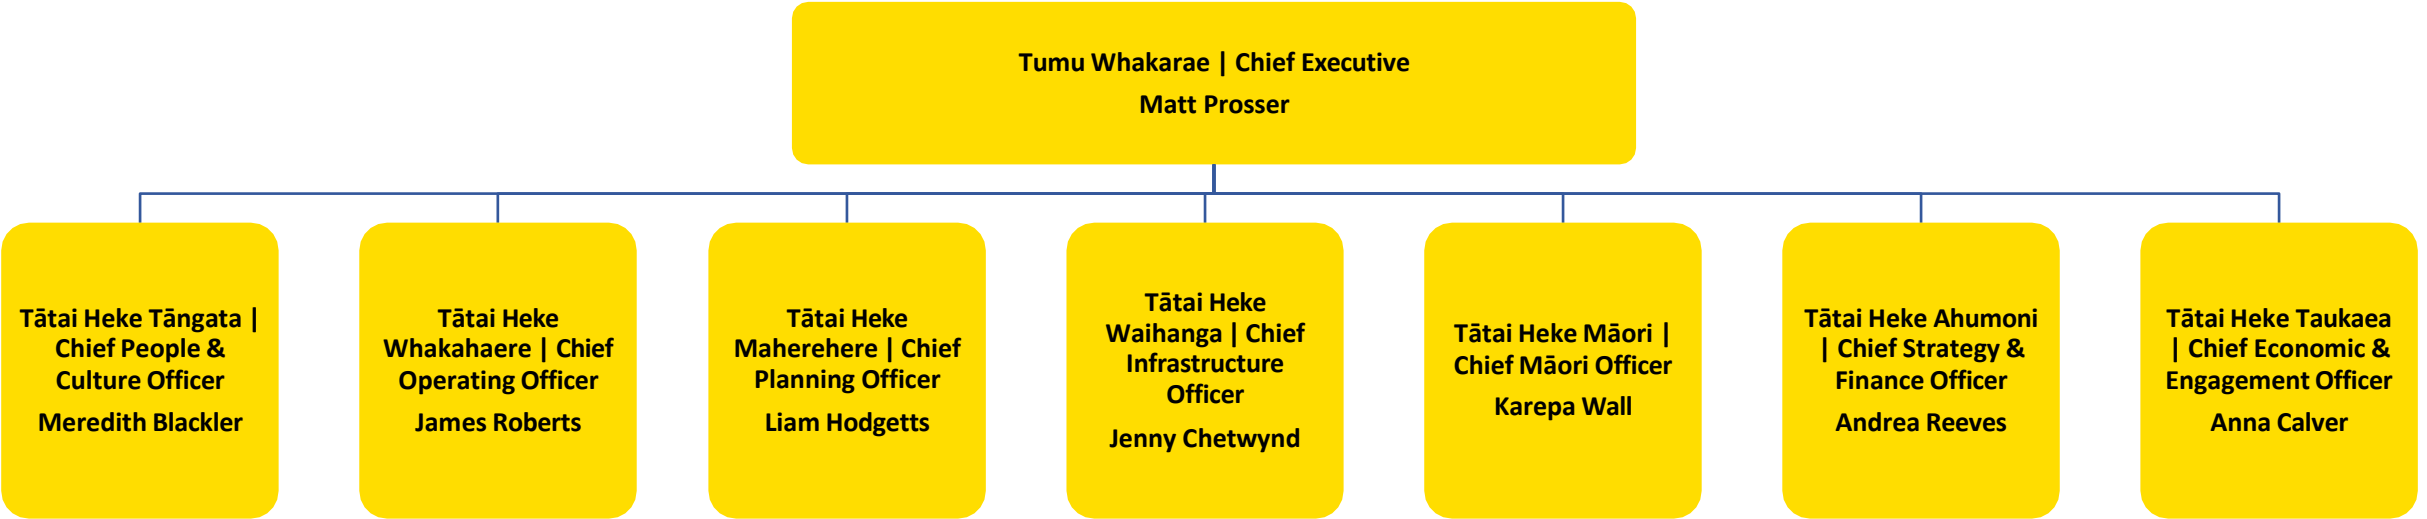 Tumu Whakarae | Chief Executive
Matt Prosser
Tātai Heke Tāngata |
Chief People &
Culture Officer
Meredith Blackler
Tātai Heke
Whakahaere | Chief
Operating Officer
James Roberts
Tātai Heke
Maherehere | Chief
Planning Officer
Liam Hodgetts
Tātai Heke
Waihanga | Chief
Infrastructure
Officer
Jenny Chetwynd
Tātai Heke Māori |
Chief Māori Officer
Karepa Wall
Tātai Heke Ahumoni
| Chief Strategy &
Finance Officer
Andrea Reeves
Tātai Heke Taukaea
| Chief Economic &
Engagement Officer
Anna Calver